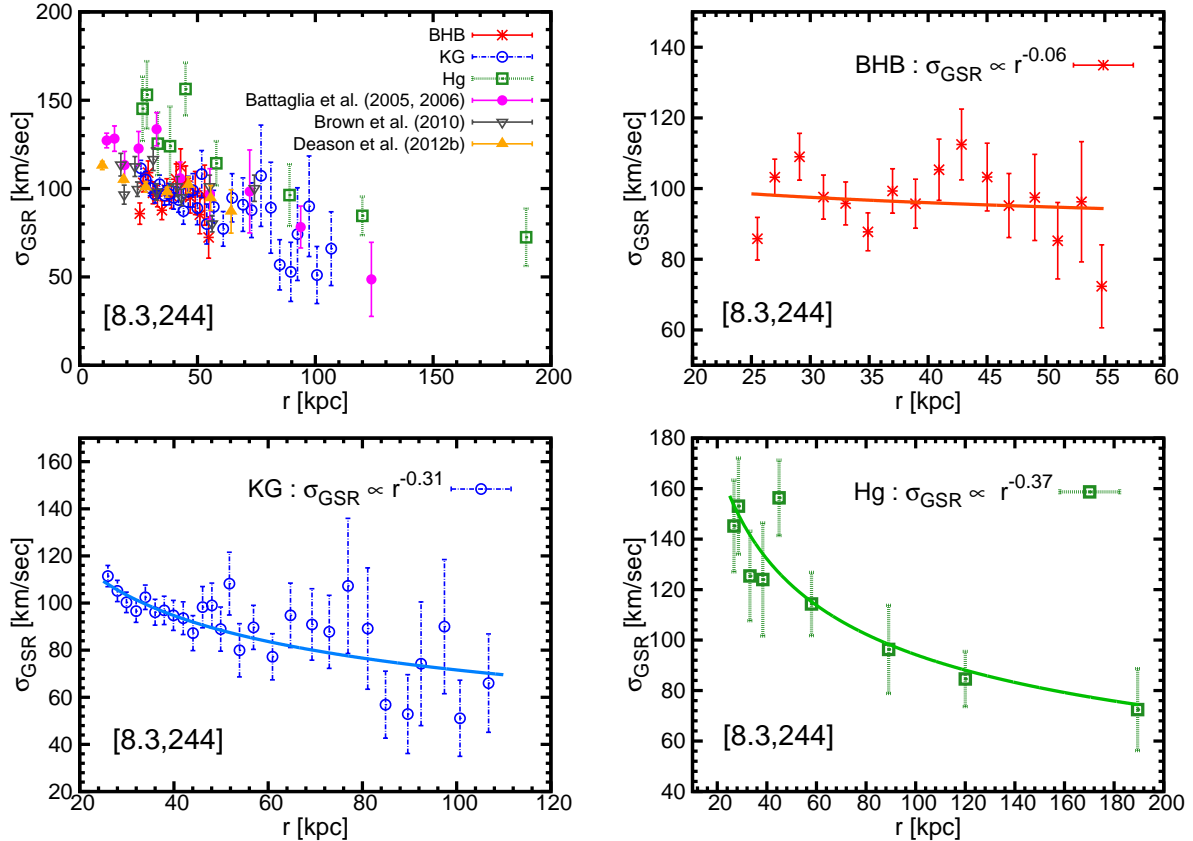 BHB
KG
Hg
Battaglia et al. (2005, 2006)
Brown et al. (2010)
Deason et al. (2012b)
[8.3,244]
σGSR [km/sec]
200
150
100
50
0
0 50 100 150 200
r [kpc]
BHB : σGSR ∝ r^-0.06
[8.3,244]
σGSR [km/sec]
140
120
100
80
60
20 25 30 35 40 45 50 55 60
r [kpc]
KG : σGSR ∝ r^-0.31
[8.3,244]
σGSR [km/sec]
160
140
120
100
80
60
40
20
20 40 60 80 100 120
r [kpc]
Hg : σGSR ∝ r^-0.37
[8.3,244]
σGSR [km/sec]
180
160
140
120
100
80
60
40
20 40 60 80 100 120 140 160 180 200
r [kpc]